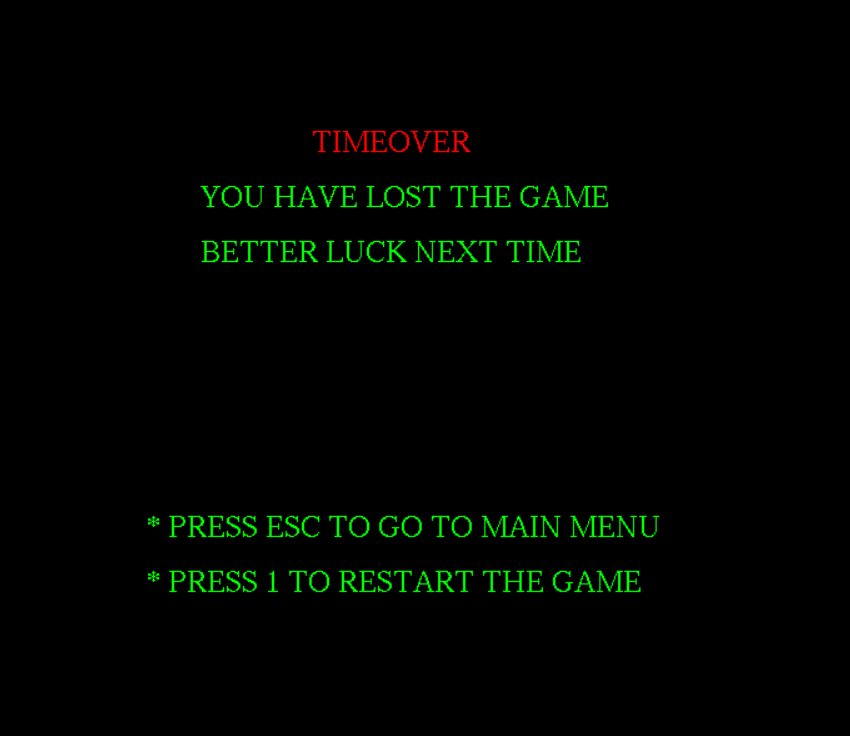 TIMEOVER
YOU HAVE LOST THE GAME
BETTER LUCK NEXT TIME
* PRESS ESC TO GO TO MAIN MENU
* PRESS 1 TO RESTART THE GAME